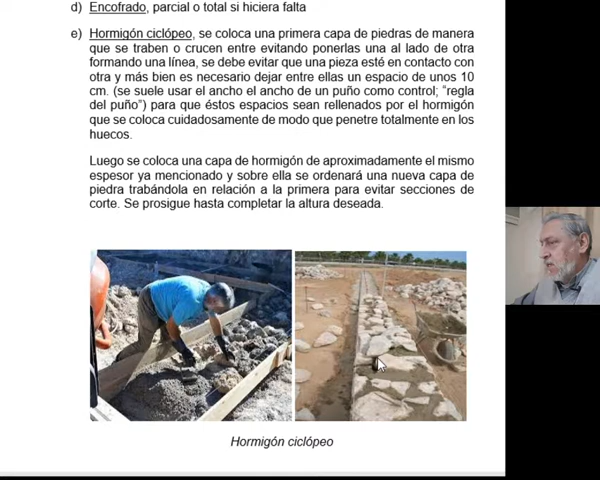 d) Encofrado, parcial o total si hiciera falta
e) Hormigón ciclópeo, se coloca una primera capa de piedras de manera
que se traben o crucen entre evitando ponerlas una al lado de otra
formando una línea, se debe evitar que una pieza esté en contacto con
otra y más bien es necesario dejar entre ellas un espacio de unos 10
cm. (se suele usar el ancho el ancho de un puño como control; “regla
del puño”) para que éstos espacios sean rellenados por el hormigón
que se coloca cuidadosamente de modo que penetre totalmente en los
huecos.
Luego se coloca una capa de hormigón de aproximadamente el mismo
espesor ya mencionado y sobre ella se ordenará una nueva capa de
piedra trabándola en relación a la primera para evitar secciones de
corte. Se prosigue hasta completar la altura deseada.
Hormigón ciclópeo